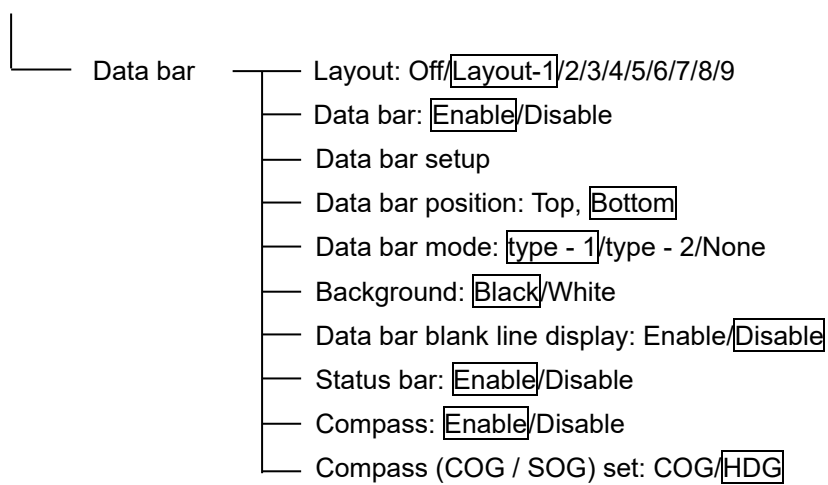 Data bar
Layout: Off/Layout-1/2/3/4/5/6/7/8/9
Data bar: Enable/Disable
Data bar setup
Data bar position: Top, Bottom
Data bar mode: type - 1/type - 2/None
Background: Black/White
Data bar blank line display: Enable/Disable
Status bar: Enable/Disable
Compass: Enable/Disable
Compass (COG / SOG) set: COG/HDG